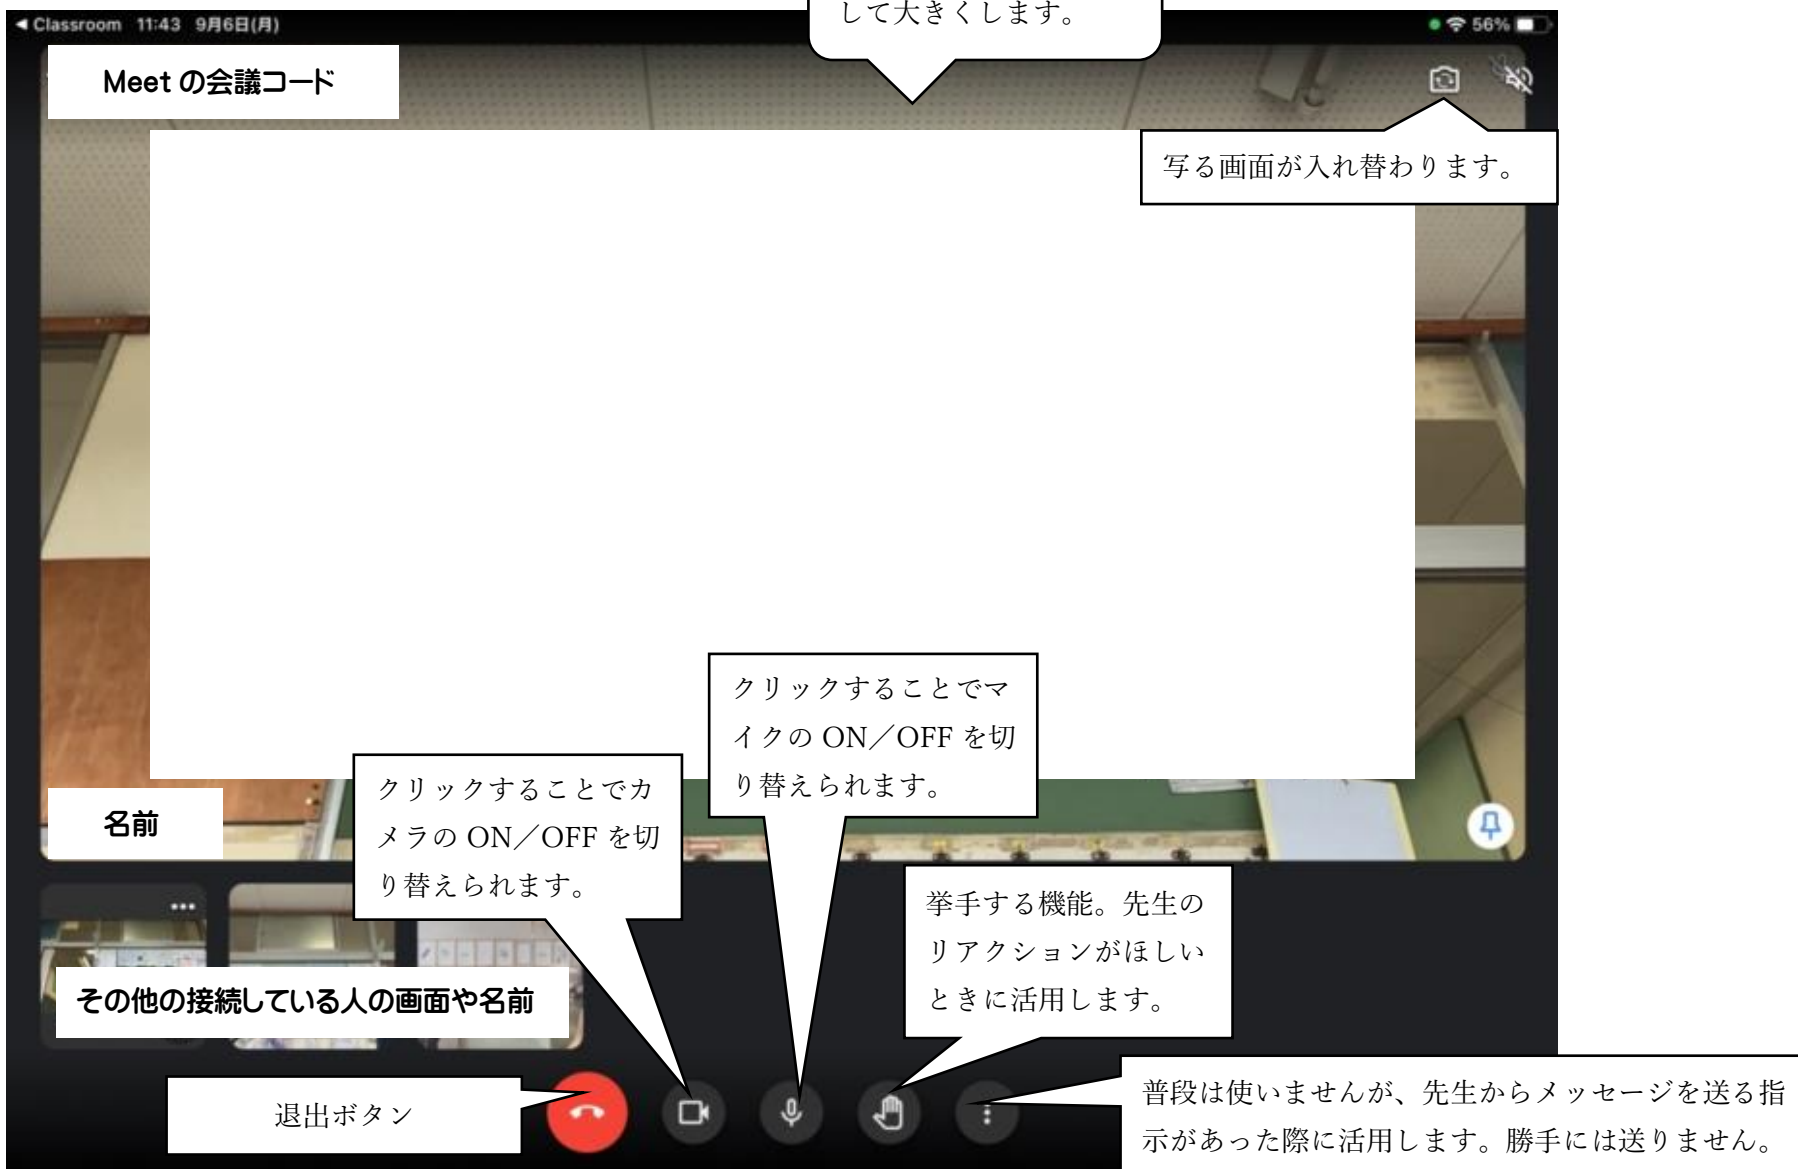 して大きくします。
◀ Classroom 11:43 9月6日(月)
56%
Meet の会議コード
写る画面が入れ替わります。
クリックすることでマ
イクの ON／OFF を切
り替えられます。
クリックすることでカ
メラの ON／OFF を切
り替えられます。
名前
挙手する機能。先生の
リアクションがほしい
ときに活用します。
その他の接続している人の画面や名前
退出ボタン
普段は使いませんが、先生からメッセージを送る指
示があった際に活用します。勝手には送りません。